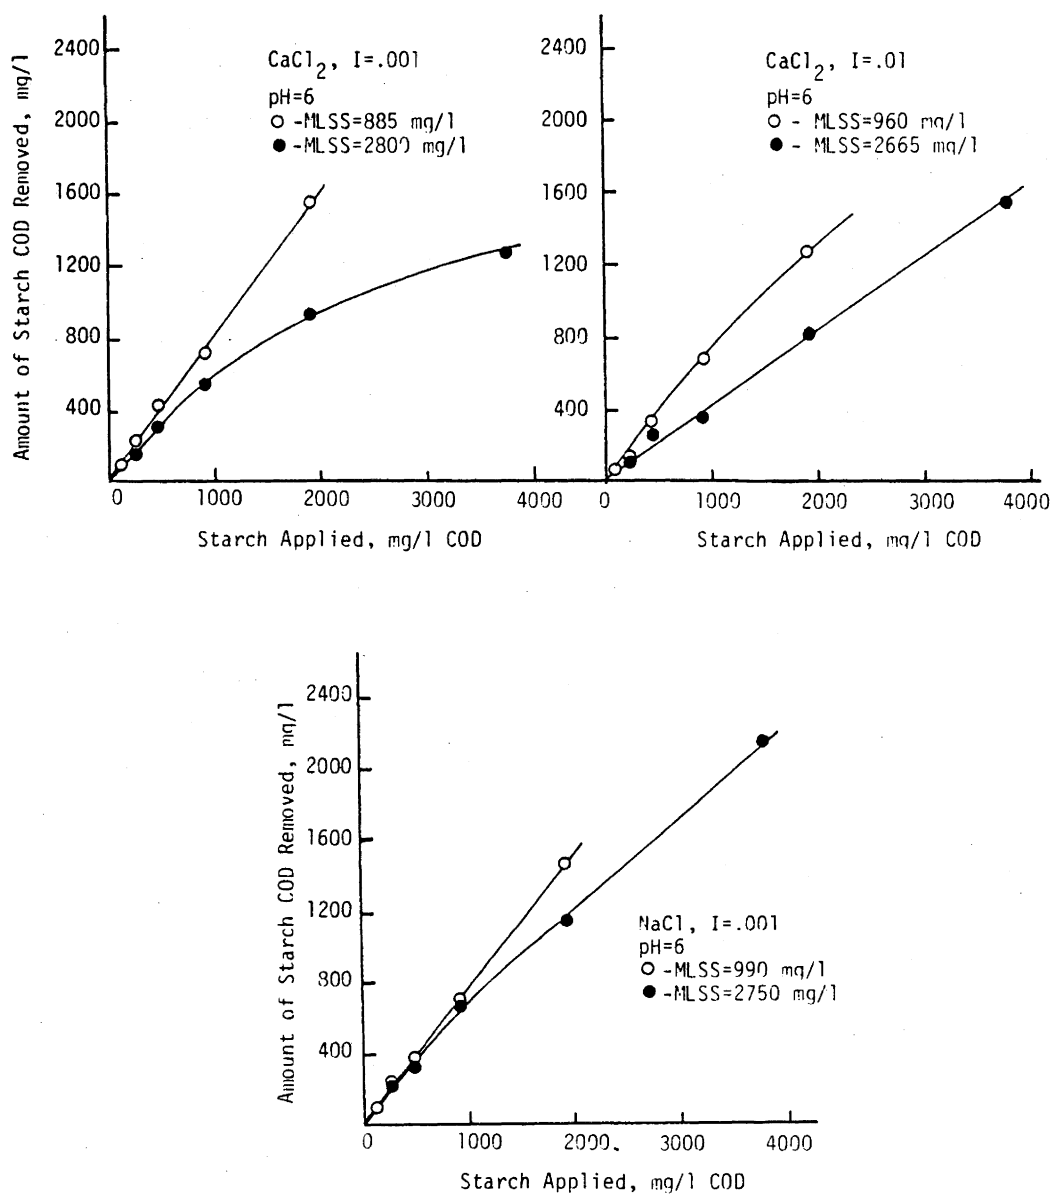 Amount of Starch COD Removed, mg/l
2400
2000
1600
1200
800
400
CaCl2, I=.001
pH=6
-MLSS=885 mg/l
-MLSS=2800 mg/l
0 1000 2000 3000 4000
Starch Applied, mg/l COD
2400
2000
1600
1200
800
400
CaCl2, I=.01
pH=6
- MLSS=960 mg/l
- MLSS=2665 mg/l
0 1000 2000 3000 4000
Starch Applied, mg/l COD
Amount of Starch COD Removed, mg/l
2400
2000
1600
1200
800
400
NaCl, I=.001
pH=6
-MLSS=990 mg/l
-MLSS=2750 mg/l
0 1000 2000 3000 4000
Starch Applied, mg/l COD